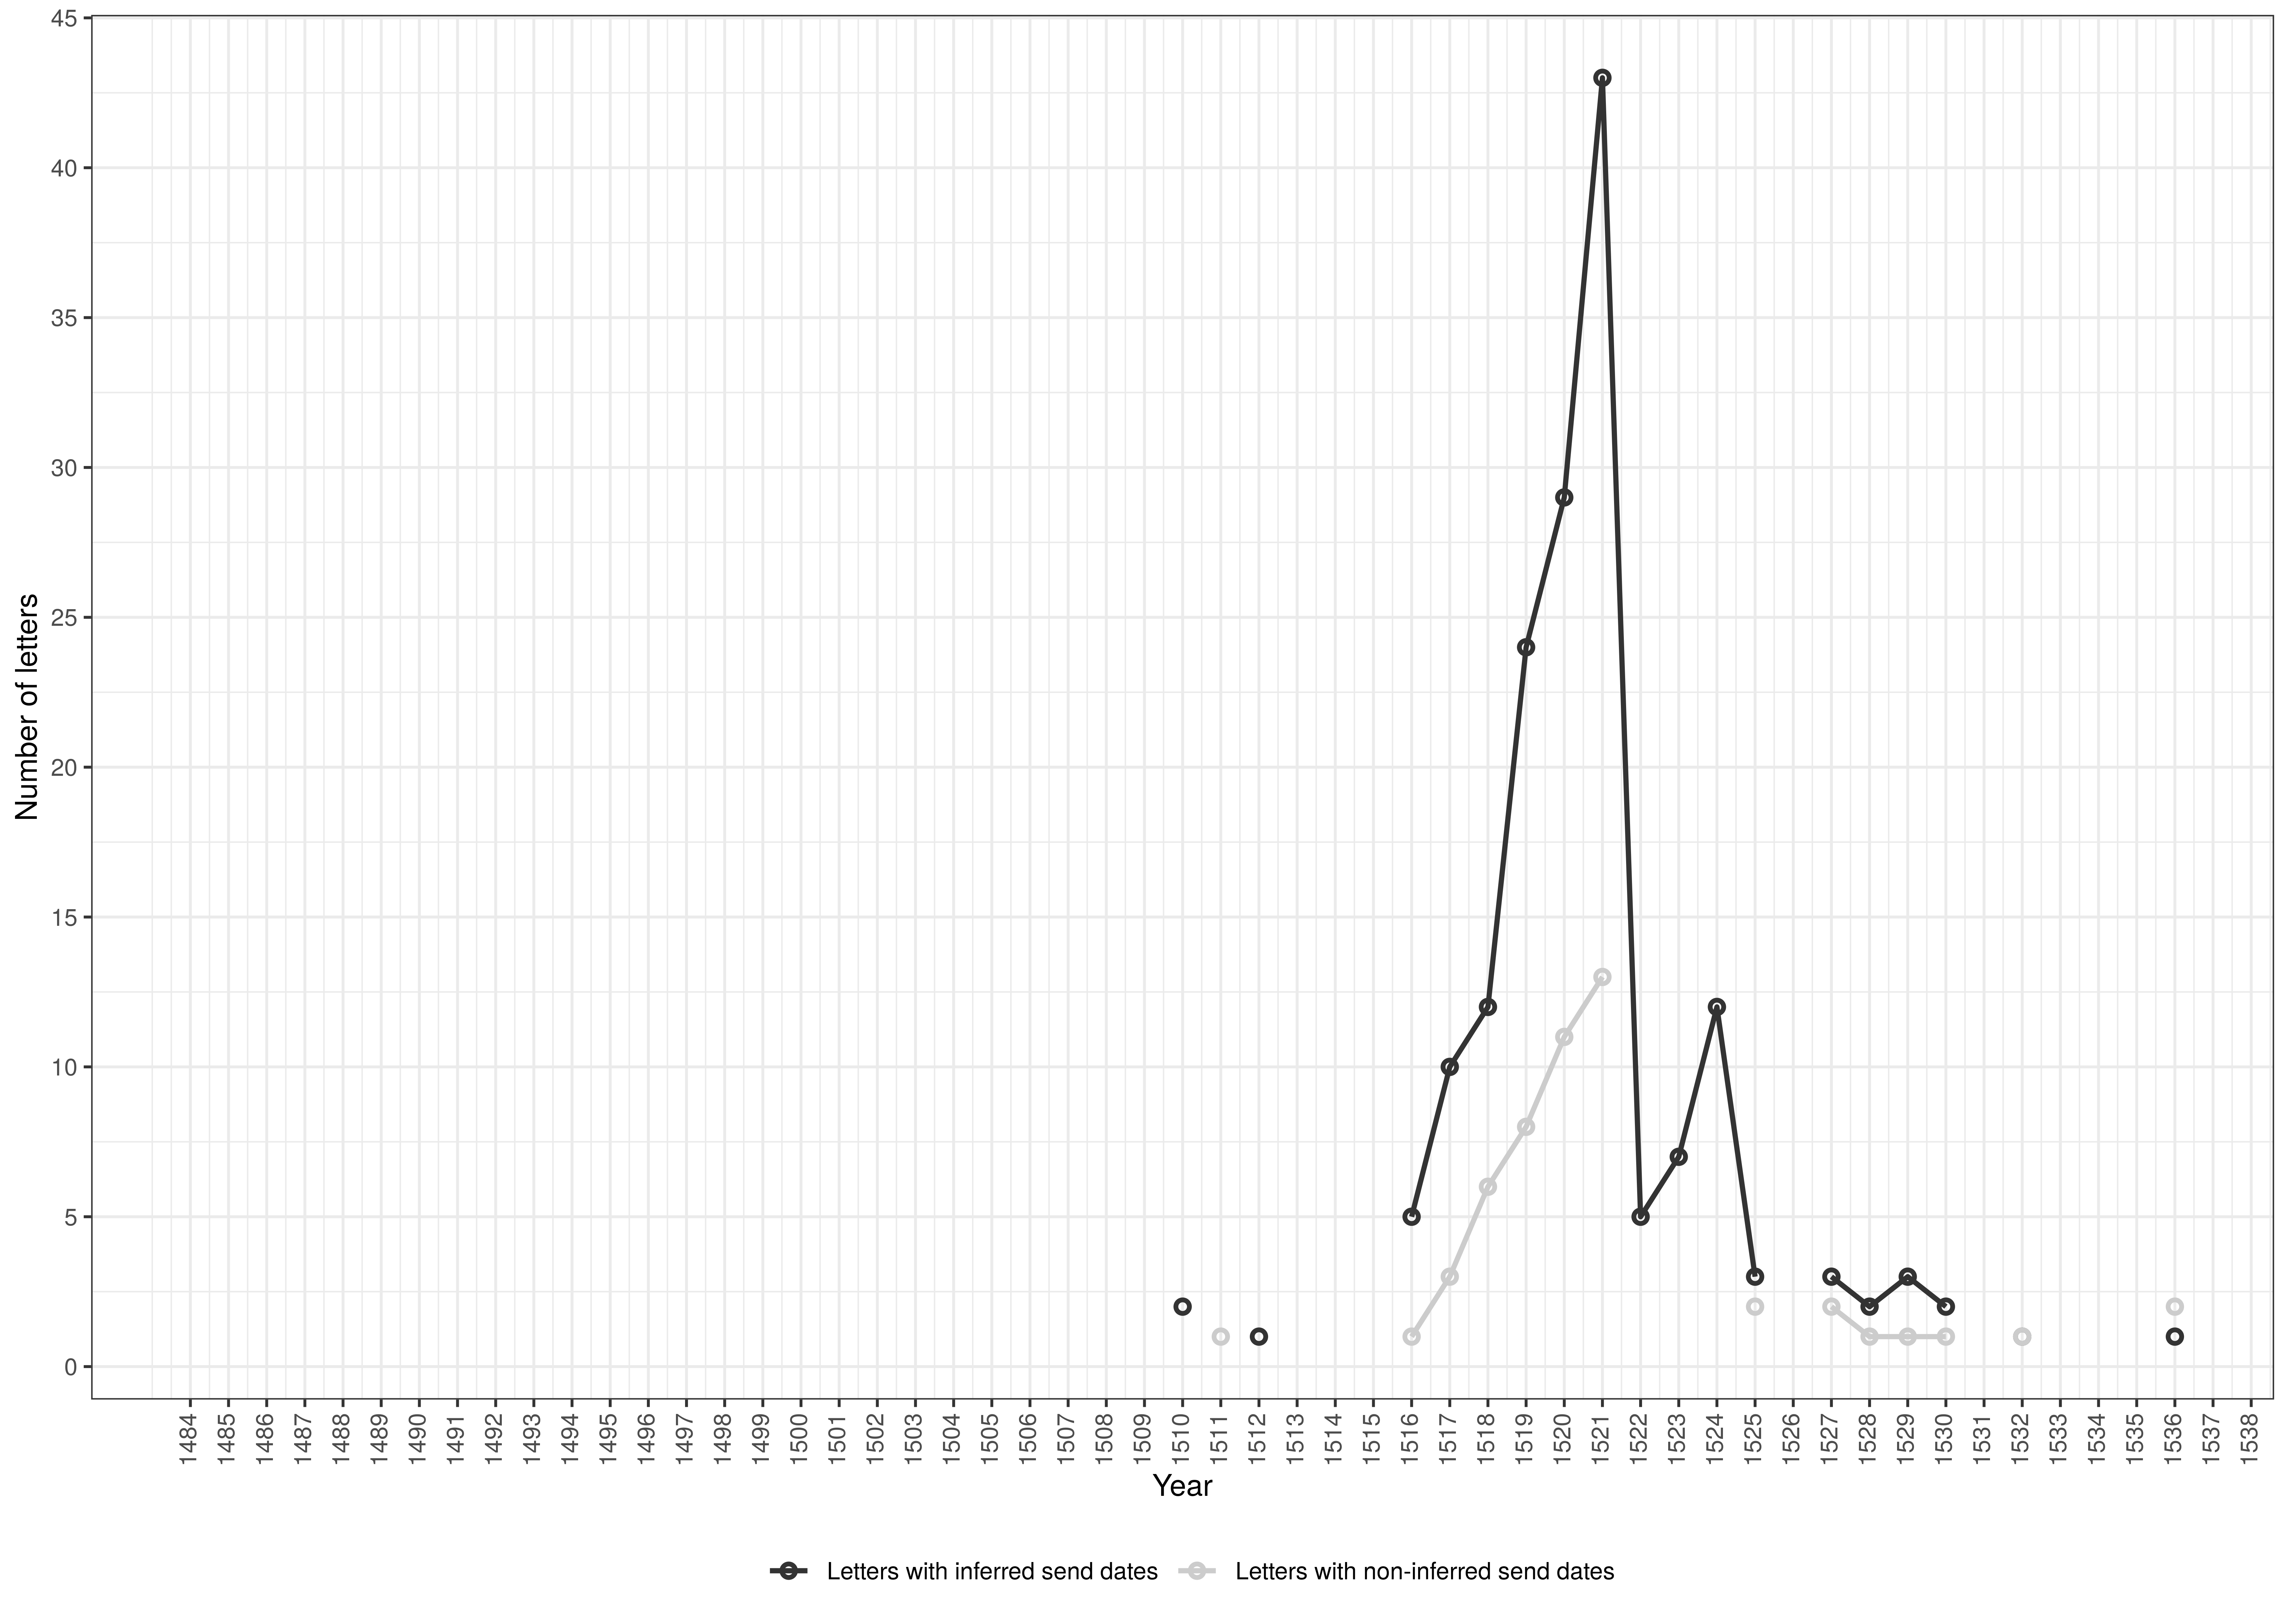 45
40
35
30
25
20
15
10
5
0
Number of letters
1484 1485 1486 1487 1488 1489 1490 1491 1492 1493 1494 1495 1496 1497 1498 1499 1500 1501 1502 1503 1504 1505 1506 1507 1508 1509 1510 1511 1512 1513 1514 1515 1516 1517 1518 1519 1520 1521 1522 1523 1524 1525 1526 1527 1528 1529 1530 1531 1532 1533 1534 1535 1536 1537 1538
Year
Letters with inferred send dates Letters with non-inferred send dates